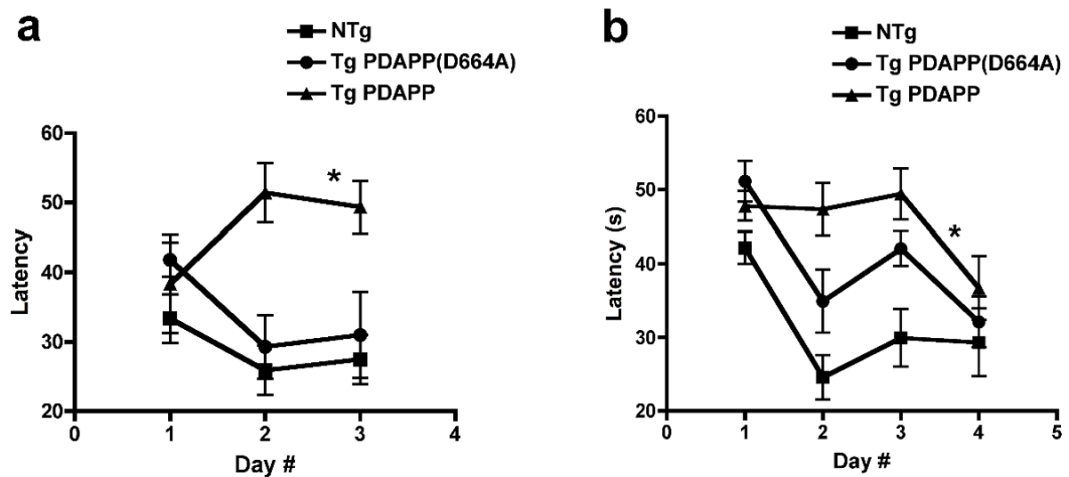 a
NTg
Tg PDAPP(D664A)
Tg PDAPP
60
50
40
30
20
Latency
*
0
1
2
3
4
Day #
b
NTg
Tg PDAPP(D664A)
Tg PDAPP
60
50
40
30
20
Latency (s)
*
0
1
2
3
4
5
Day #